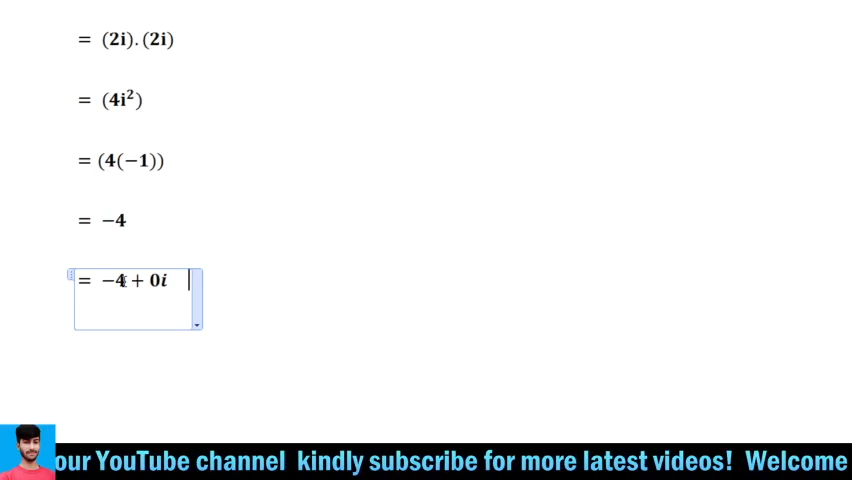 = (2i).(2i)
= (4i²)
= (4(−1))
= −4
= −4 + 0i
our YouTube channel kindly subscribe for more latest videos! Welcome